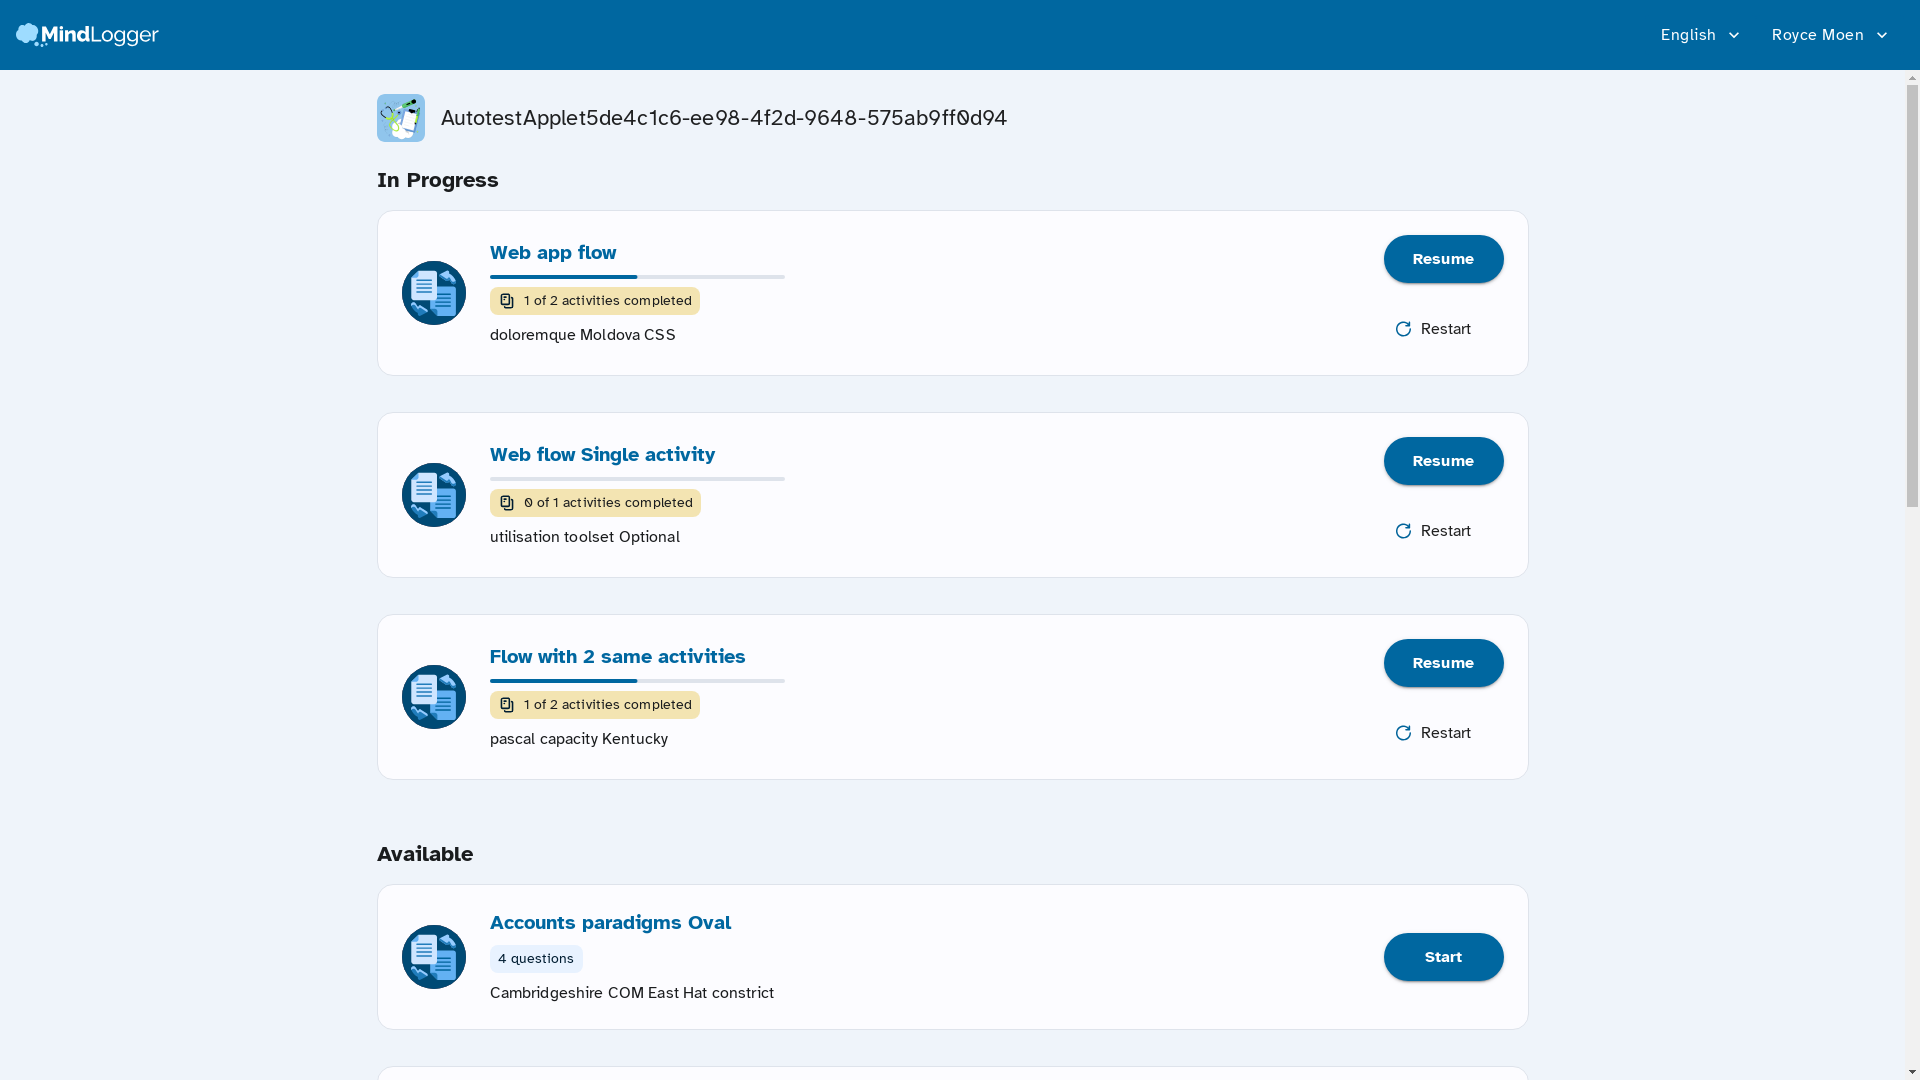 MindLogger
English
Royce Moen
AutotestApplet5de4c1c6-ee98-4f2d-9648-575ab9ff0d94
In Progress
Web app flow
1 of 2 activities completed
doloremque Moldova CSS
Resume
Restart
Web flow Single activity
0 of 1 activities completed
utilisation toolset Optional
Resume
Restart
Flow with 2 same activities
1 of 2 activities completed
pascal capacity Kentucky
Resume
Restart
Available
Accounts paradigms Oval
4 questions
Cambridgeshire COM East Hat constrict
Start